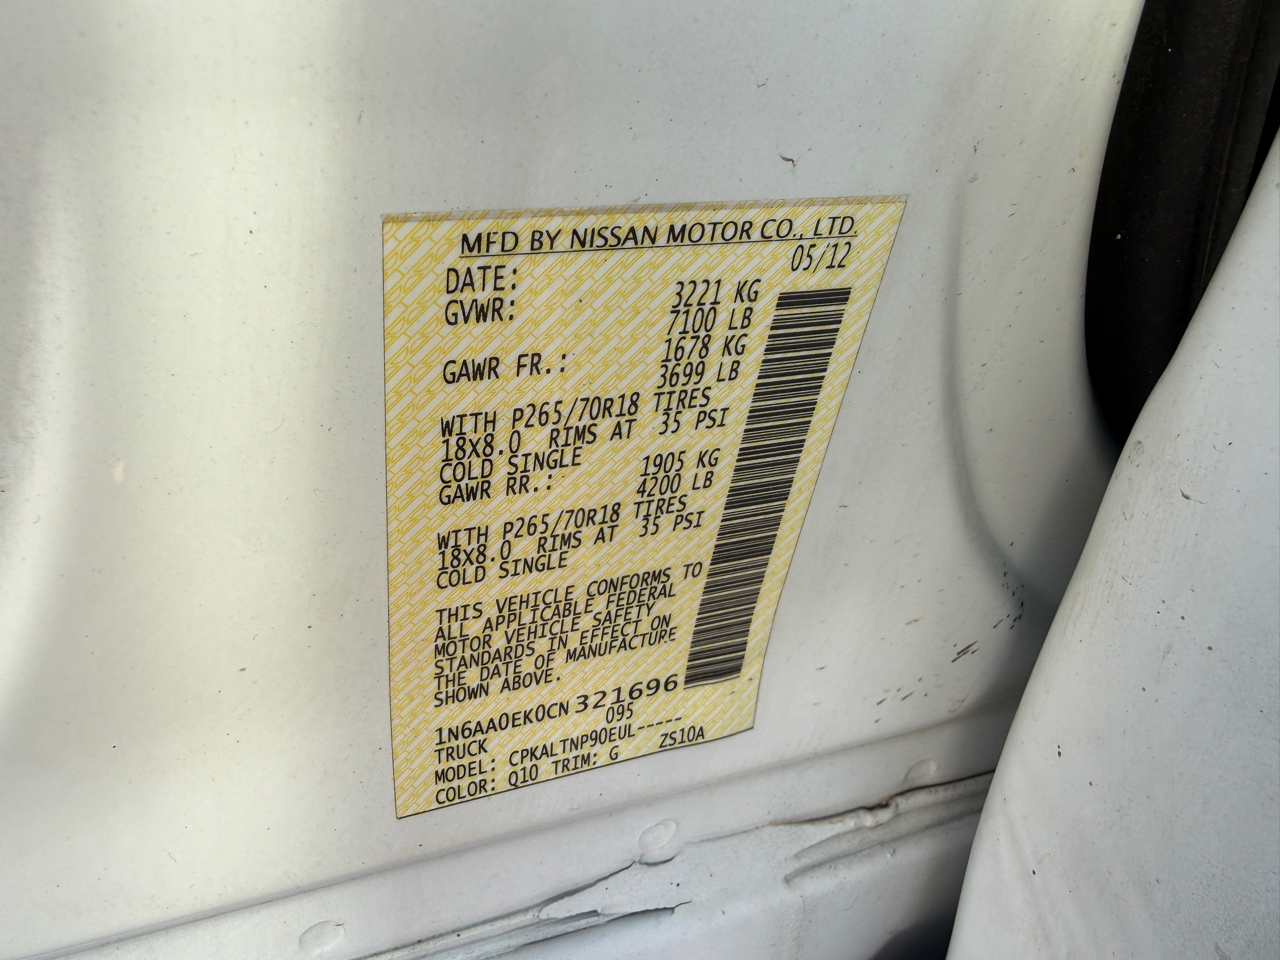 MFD BY NISSAN MOTOR CO., LTD.
DATE: 05/12
GVWR: 3221 KG
7100 LB
GAWR FR.: 1678 KG
3699 LB
WITH P265/70R18 TIRES
18X8.0 RIMS AT 35 PSI
COLD SINGLE
GAWR RR.: 1905 KG
4200 LB
WITH P265/70R18 TIRES
18X8.0 RIMS AT 35 PSI
COLD SINGLE
THIS VEHICLE CONFORMS TO
ALL APPLICABLE FEDERAL
MOTOR VEHICLE SAFETY
STANDARDS IN EFFECT ON
THE DATE OF MANUFACTURE
SHOWN ABOVE.
1N6AA0EK0CN321696
TRUCK 095
MODEL: CPKALTNP90EUL-----
COLOR: Q10 TRIM: G ZS10A